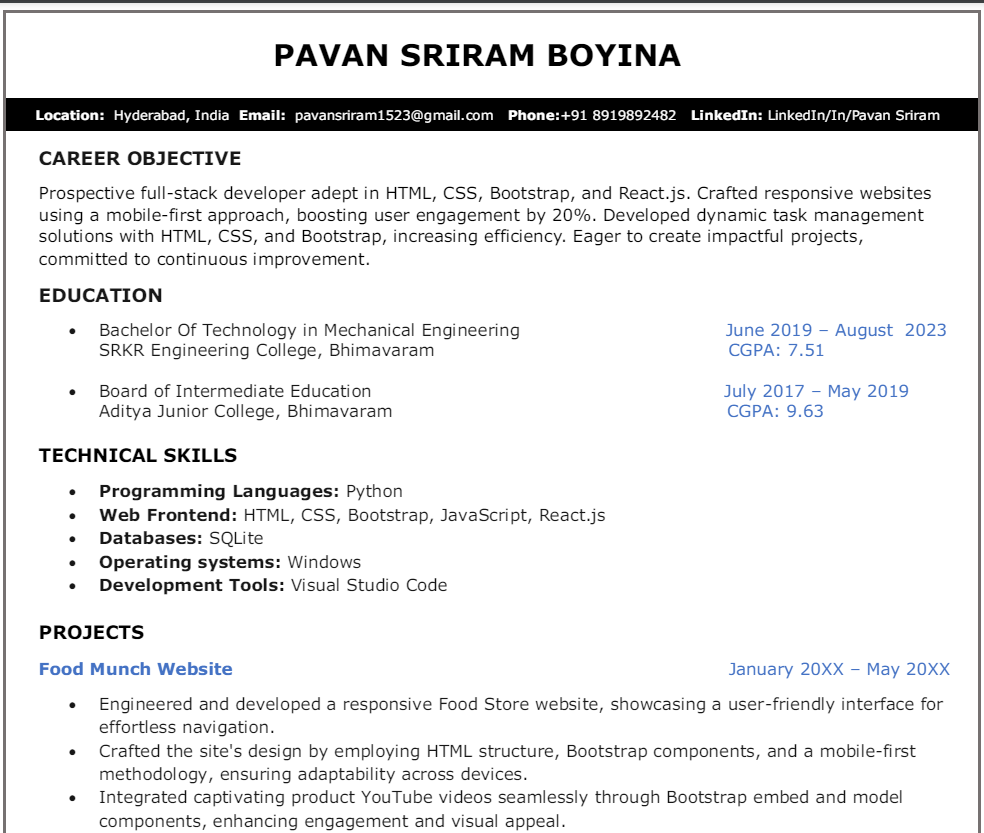 PAVAN SRIRAM BOYINA
Location: Hyderabad, India Email: pavansriram1523@gmail.com Phone:+91 8919892482 LinkedIn: LinkedIn/In/Pavan Sriram
CAREER OBJECTIVE
Prospective full-stack developer adept in HTML, CSS, Bootstrap, and React.js. Crafted responsive websites
using a mobile-first approach, boosting user engagement by 20%. Developed dynamic task management
solutions with HTML, CSS, and Bootstrap, increasing efficiency. Eager to create impactful projects,
committed to continuous improvement.
EDUCATION
• Bachelor Of Technology in Mechanical Engineering June 2019 – August 2023
SRKR Engineering College, Bhimavaram CGPA: 7.51
• Board of Intermediate Education July 2017 – May 2019
Aditya Junior College, Bhimavaram CGPA: 9.63
TECHNICAL SKILLS
• Programming Languages: Python
• Web Frontend: HTML, CSS, Bootstrap, JavaScript, React.js
• Databases: SQLite
• Operating systems: Windows
• Development Tools: Visual Studio Code
PROJECTS
Food Munch Website January 20XX – May 20XX
• Engineered and developed a responsive Food Store website, showcasing a user-friendly interface for
effortless navigation.
• Crafted the site's design by employing HTML structure, Bootstrap components, and a mobile-first
methodology, ensuring adaptability across devices.
• Integrated captivating product YouTube videos seamlessly through Bootstrap embed and model
components, enhancing engagement and visual appeal.